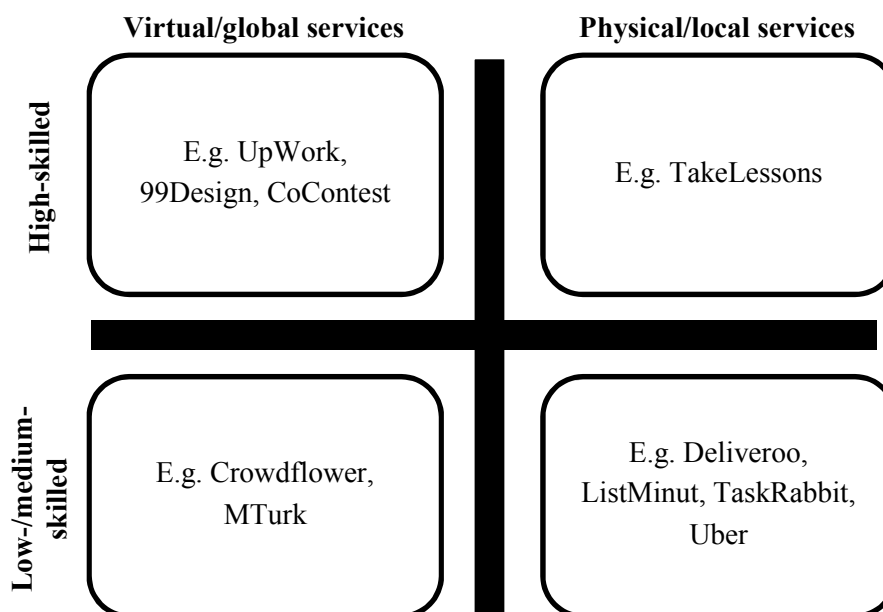 Virtual/global services
Physical/local services
High-skilled
E.g. UpWork,
99Design, CoContest
E.g. TakeLessons
Low-/medium-
skilled
E.g. Crowdflower,
MTurk
E.g. Deliveroo,
ListMinut, TaskRabbit,
Uber